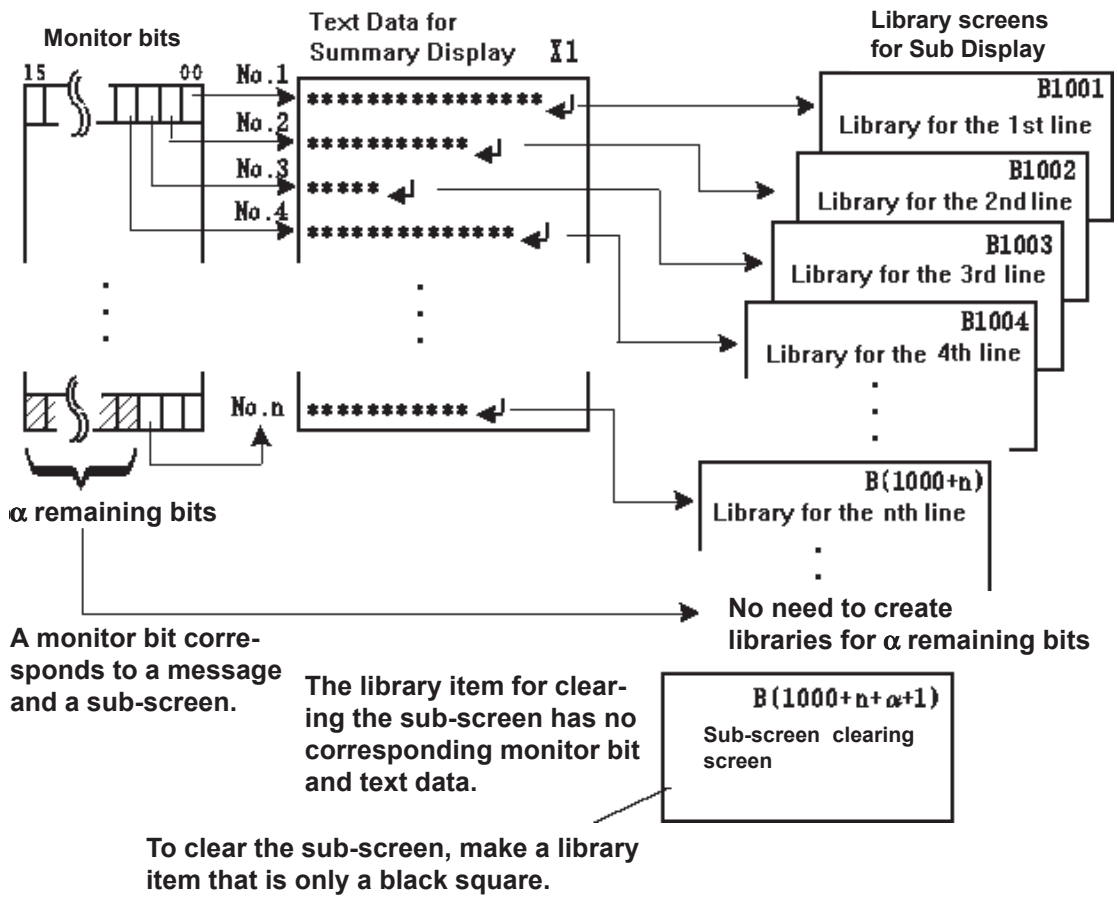 Monitor bits
15 00
Text Data for
Summary Display X1
Library screens
for Sub Display
No.1
****************
No.2
***********
No.3
*****
No.4
**************
B1001
Library for the 1st line
B1002
Library for the 2nd line
B1003
Library for the 3rd line
B1004
Library for the 4th line
No.n
***********
B(1000+n)
Library for the nth line
α remaining bits
No need to create
libraries for α remaining bits
A monitor bit corre-
sponds to a message
and a sub-screen.
The library item for clear-
ing the sub-screen has no
corresponding monitor bit
and text data.
B(1000+n+α+1)
Sub-screen clearing
screen
To clear the sub-screen, make a library
item that is only a black square.